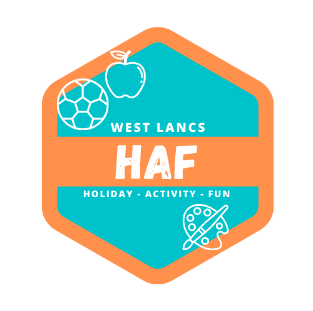 WEST LANCS
HAF
HOLIDAY - ACTIVITY - FUN